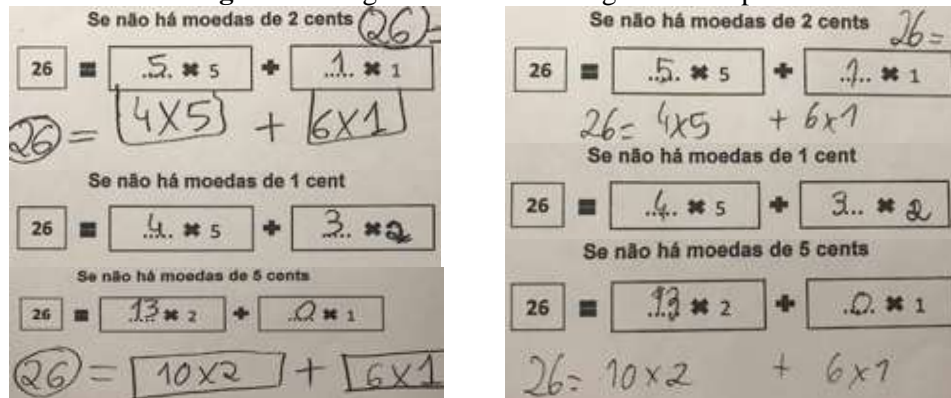 Se não há moedas de 2 cents 26 =
26 = ..5.. × 5 + ..1.. × 1
26 = 4X5 + 6X1
Se não há moedas de 1 cent
26 = ..4.. × 5 + ..3.. × 2
Se não há moedas de 5 cents
26 = ..13.. × 2 + ..0.. × 1
26 = 10X2 + 6X1
Se não há moedas de 2 cents 26=
26 = ..5.. × 5 + ..1.. × 1
26= 4x5 + 6x1
Se não há moedas de 1 cent
26 = ..4.. × 5 + 3... × 2
Se não há moedas de 5 cents
26 = ..13.. × 2 + ..0.. × 1
26= 10x2 + 6x1